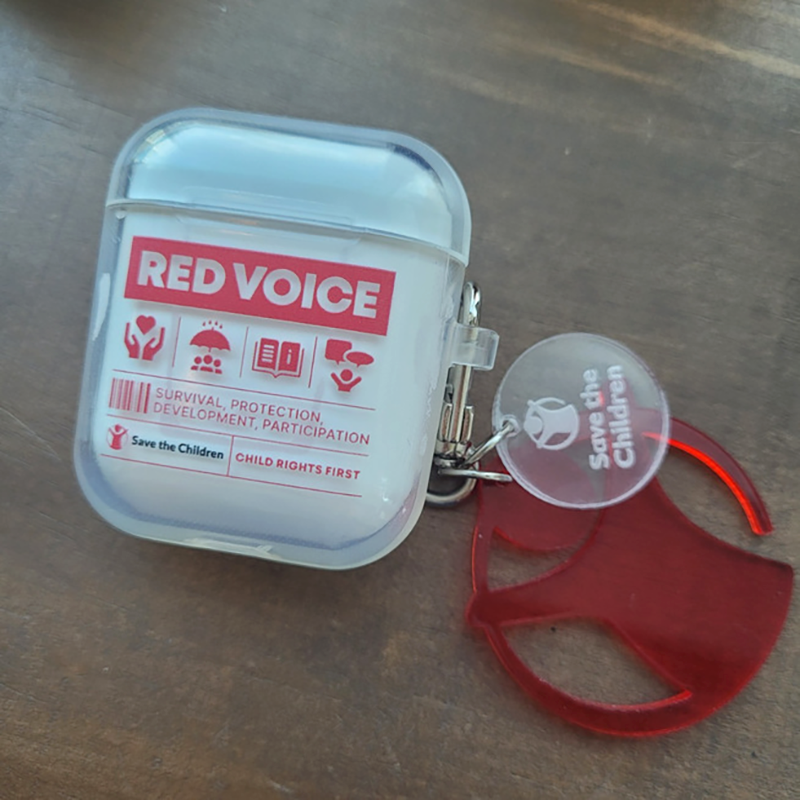 RED VOICE
SURVIVAL, PROTECTION,
DEVELOPMENT, PARTICIPATION
Save the Children
CHILD RIGHTS FIRST
Save the
Children